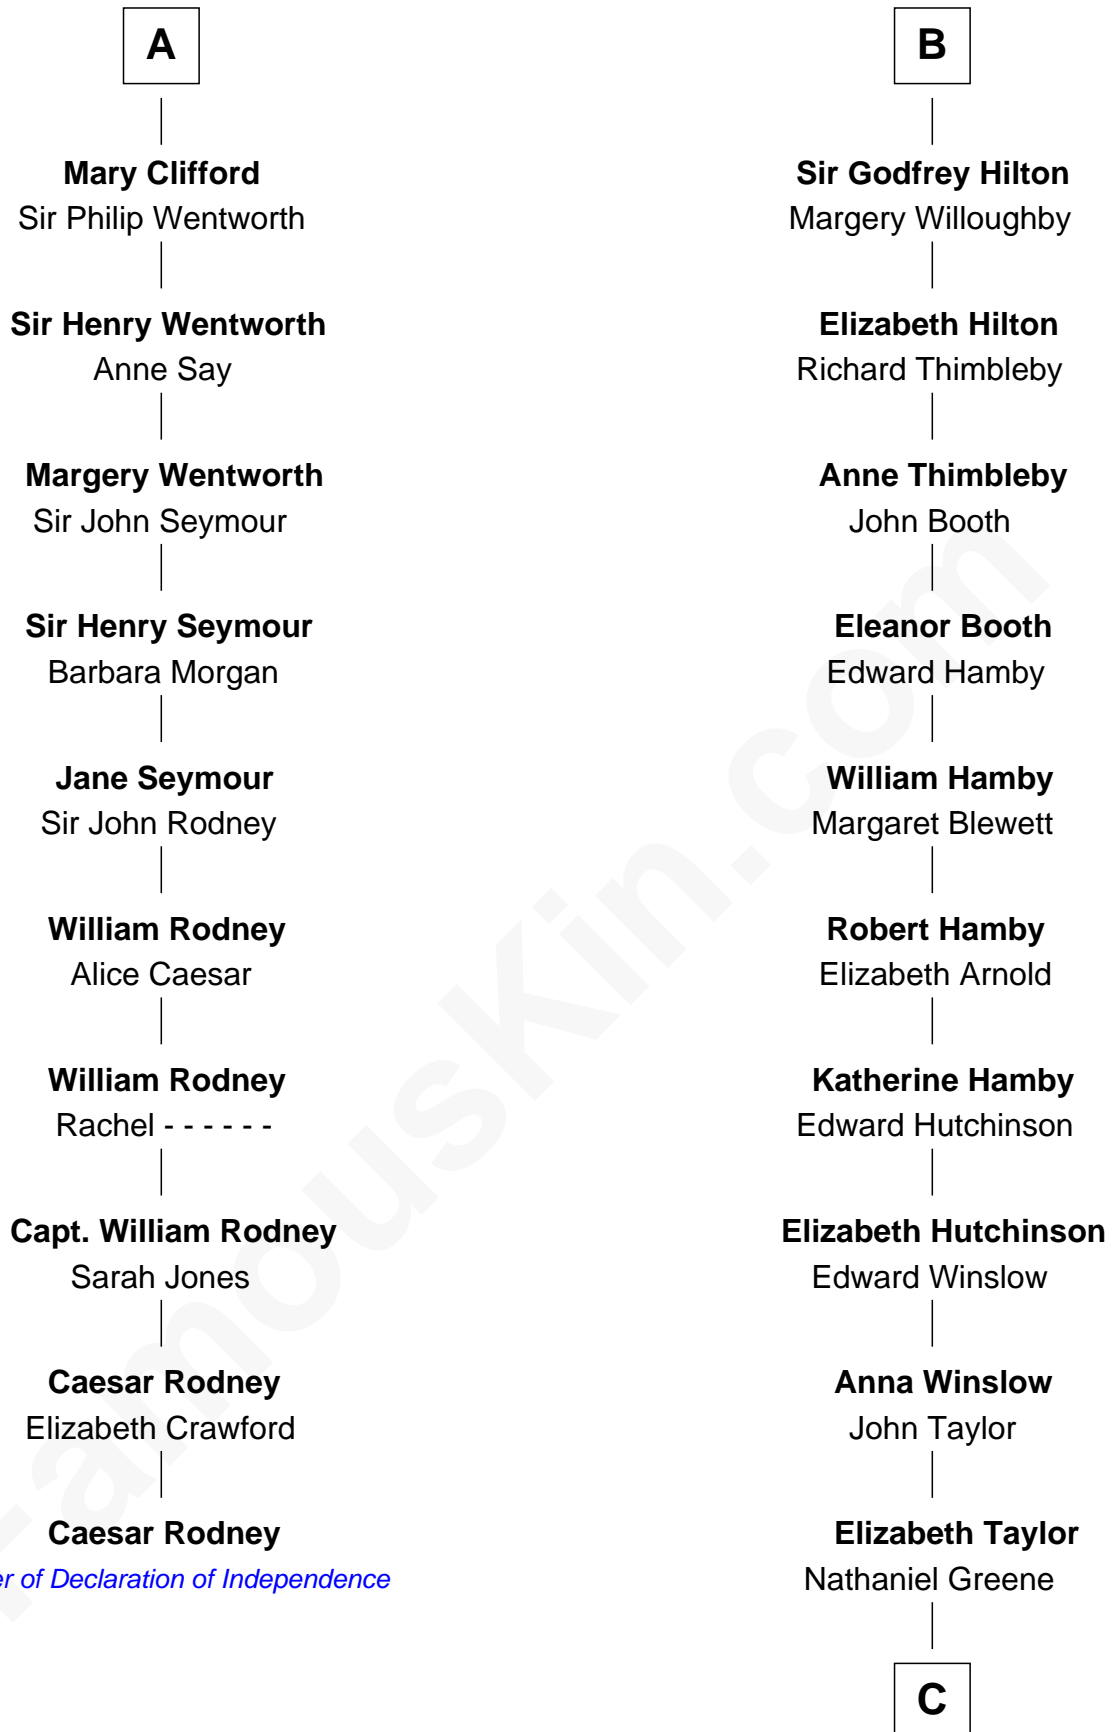 A
Mary Clifford
Sir Philip Wentworth
Sir Henry Wentworth
Anne Say
Margery Wentworth
Sir John Seymour
Sir Henry Seymour
Barbara Morgan
Jane Seymour
Sir John Rodney
William Rodney
Alice Caesar
William Rodney
Rachel - - - - - -
Capt. William Rodney
Sarah Jones
Caesar Rodney
Elizabeth Crawford
Caesar Rodney
er of Declaration of Independence
B
Sir Godfrey Hilton
Margery Willoughby
Elizabeth Hilton
Richard Thimbleby
Anne Thimbleby
John Booth
Eleanor Booth
Edward Hamby
William Hamby
Margaret Blewett
Robert Hamby
Elizabeth Arnold
Katherine Hamby
Edward Hutchinson
Elizabeth Hutchinson
Edward Winslow
Anna Winslow
John Taylor
Elizabeth Taylor
Nathaniel Greene
C
FamousKin.com